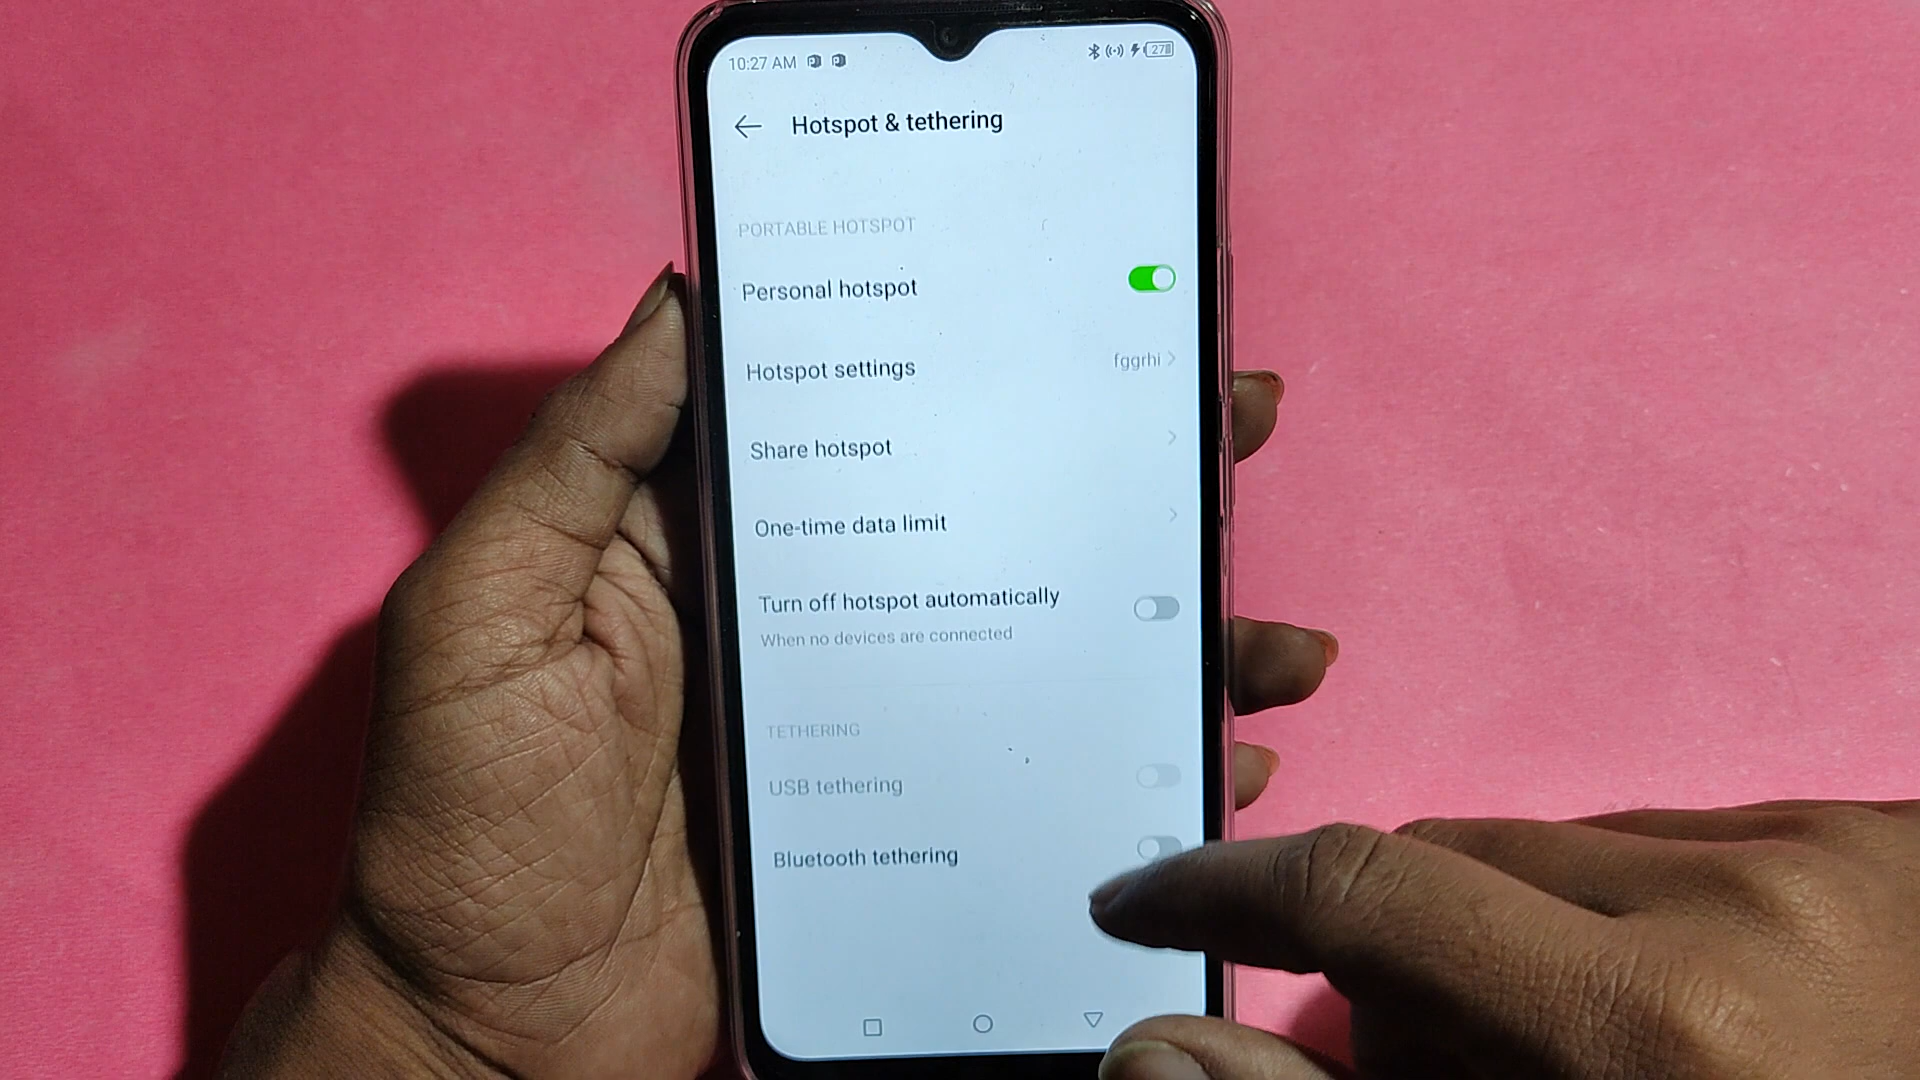 10:27 AM
27
Hotspot & tethering
PORTABLE HOTSPOT
Personal hotspot
Hotspot settings
fggrhi
Share hotspot
One-time data limit
Turn off hotspot automatically
When no devices are connected
TETHERING
USB tethering
Bluetooth tethering